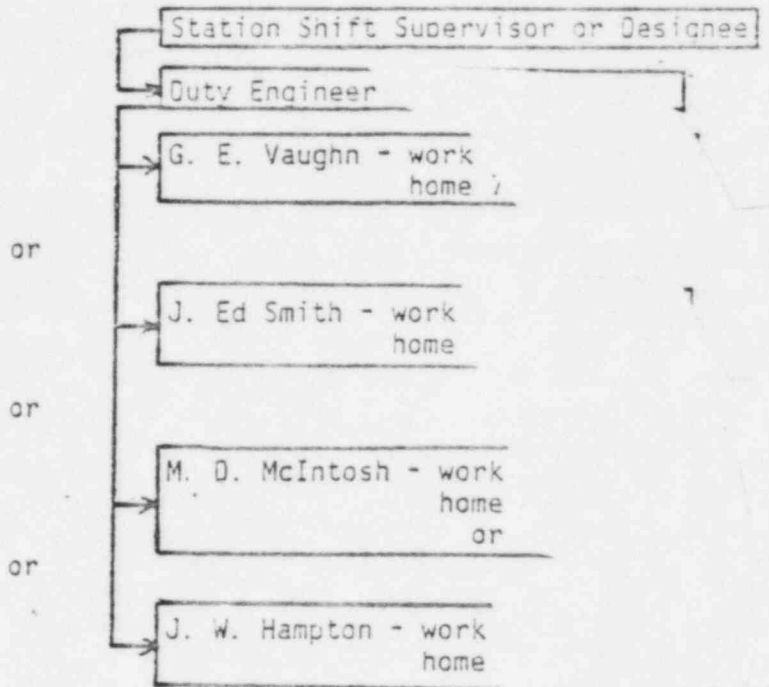 Station Shift Supervisor or Designee
Duty Engineer
G. E. Vaughn - work
home
or
J. Ed Smith - work
home
or
M. D. McIntosh - work
home
or
or
J. W. Hampton - work
home